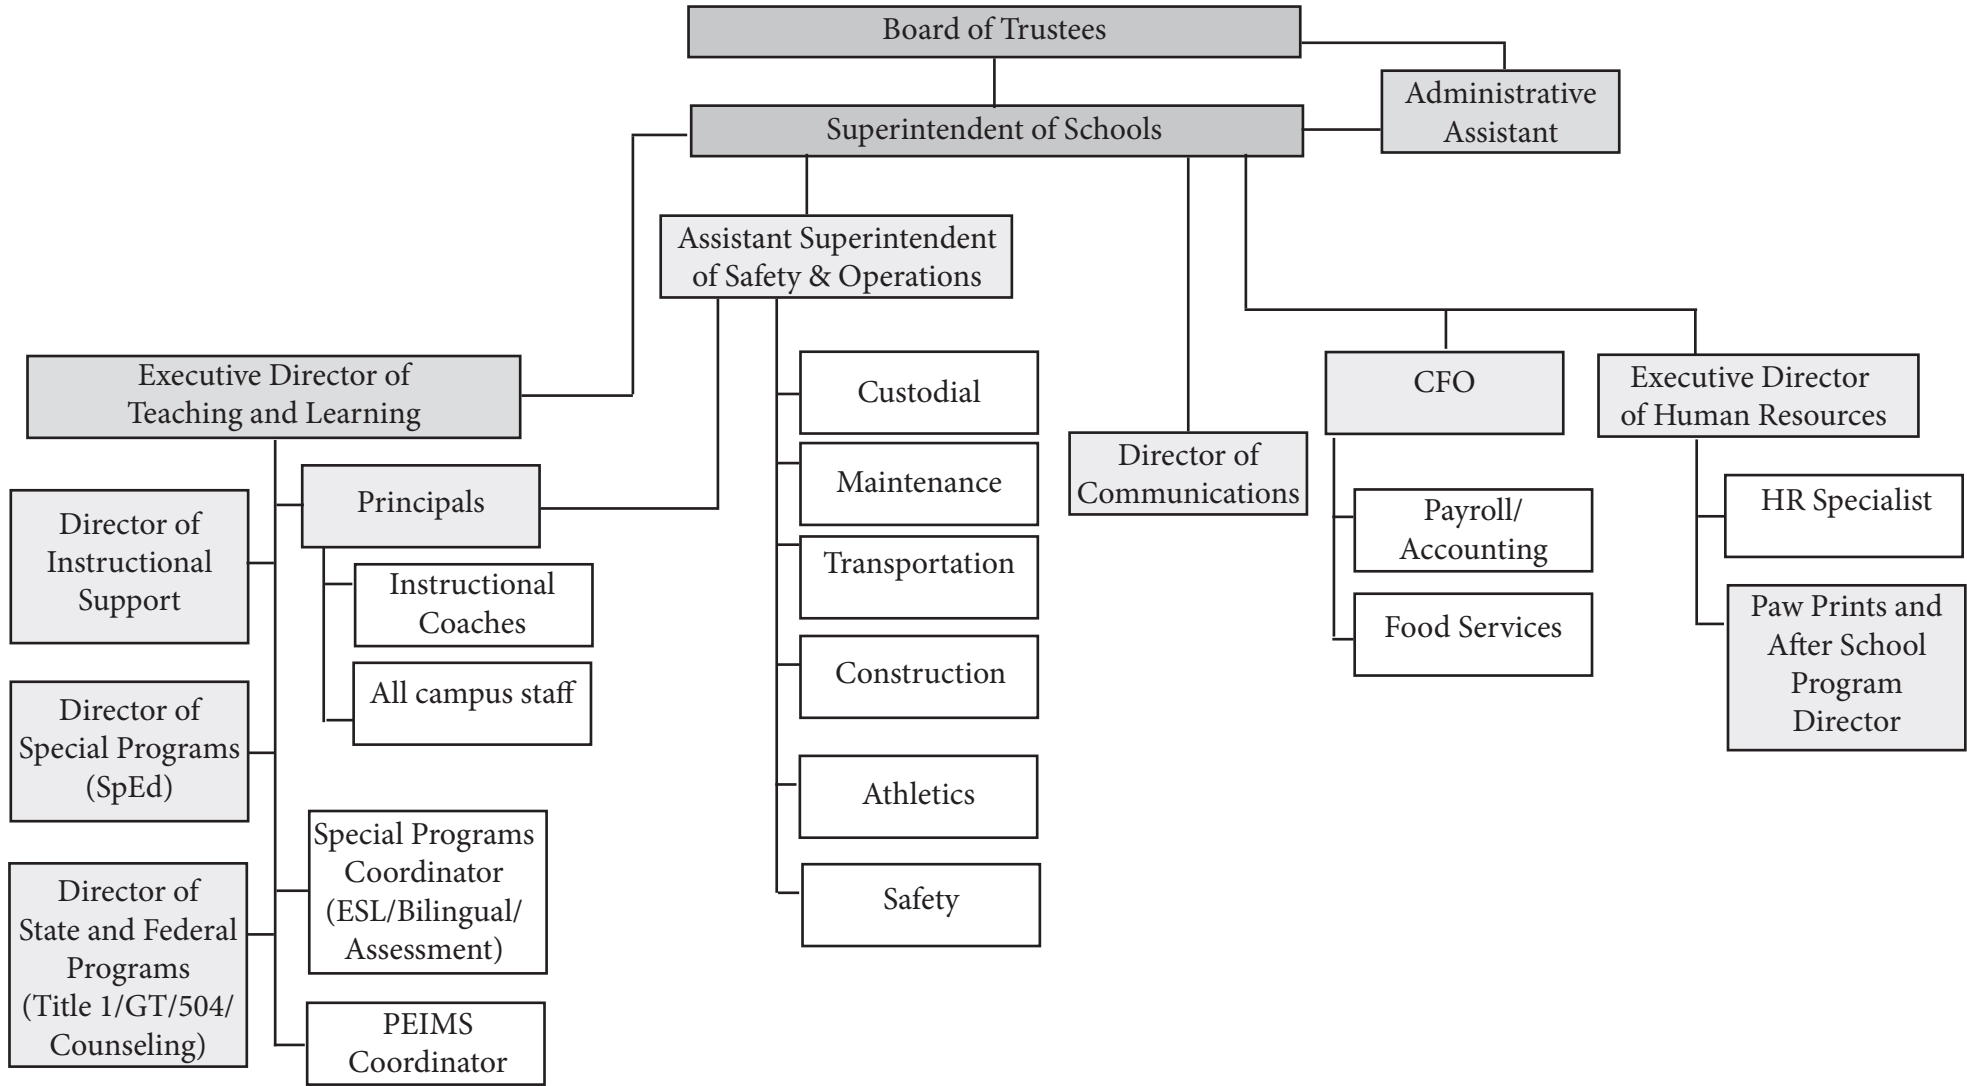 Board of Trustees
Administrative
Assistant
Superintendent of Schools
Assistant Superintendent
of Safety & Operations
Executive Director of
Teaching and Learning
Principals
Director of
Instructional
Support
Instructional
Coaches
All campus staff
Director of
Special Programs
(SpEd)
Special Programs
Coordinator
(ESL/Bilingual/
Assessment)
Director of
State and Federal
Programs
(Title 1/GT/504/
Counseling)
PEIMS
Coordinator
Custodial
Maintenance
Transportation
Construction
Athletics
Safety
Director of
Communications
CFO
Payroll/
Accounting
Food Services
Executive Director
of Human Resources
HR Specialist
Paw Prints and
After School
Program
Director